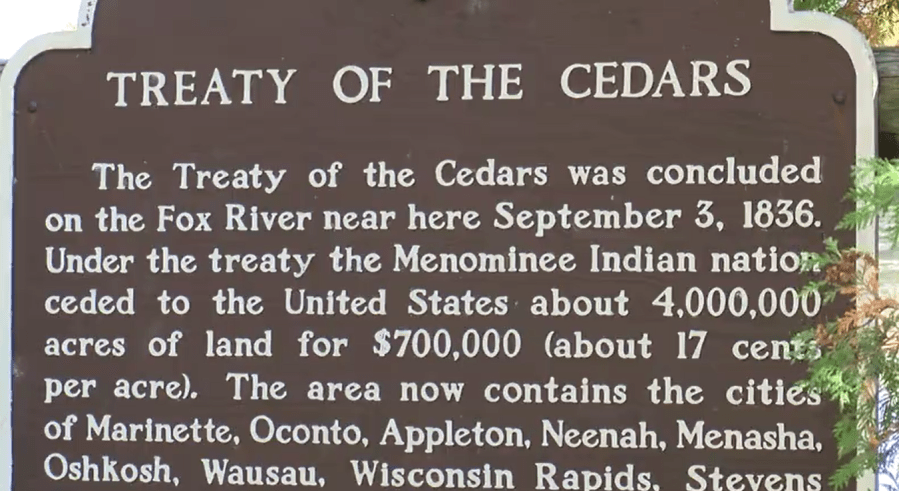 TREATY OF THE CEDARS
The Treaty of the Cedars was concluded
on the Fox River near here September 3, 1836.
Under the treaty the Menominee Indian nation
ceded to the United States about 4,000,000
acres of land for $700,000 (about 17 cents
per acre). The area now contains the cities
of Marinette, Oconto, Appleton, Neenah, Menasha,
Oshkosh, Wausau, Wisconsin Rapids, Stevens